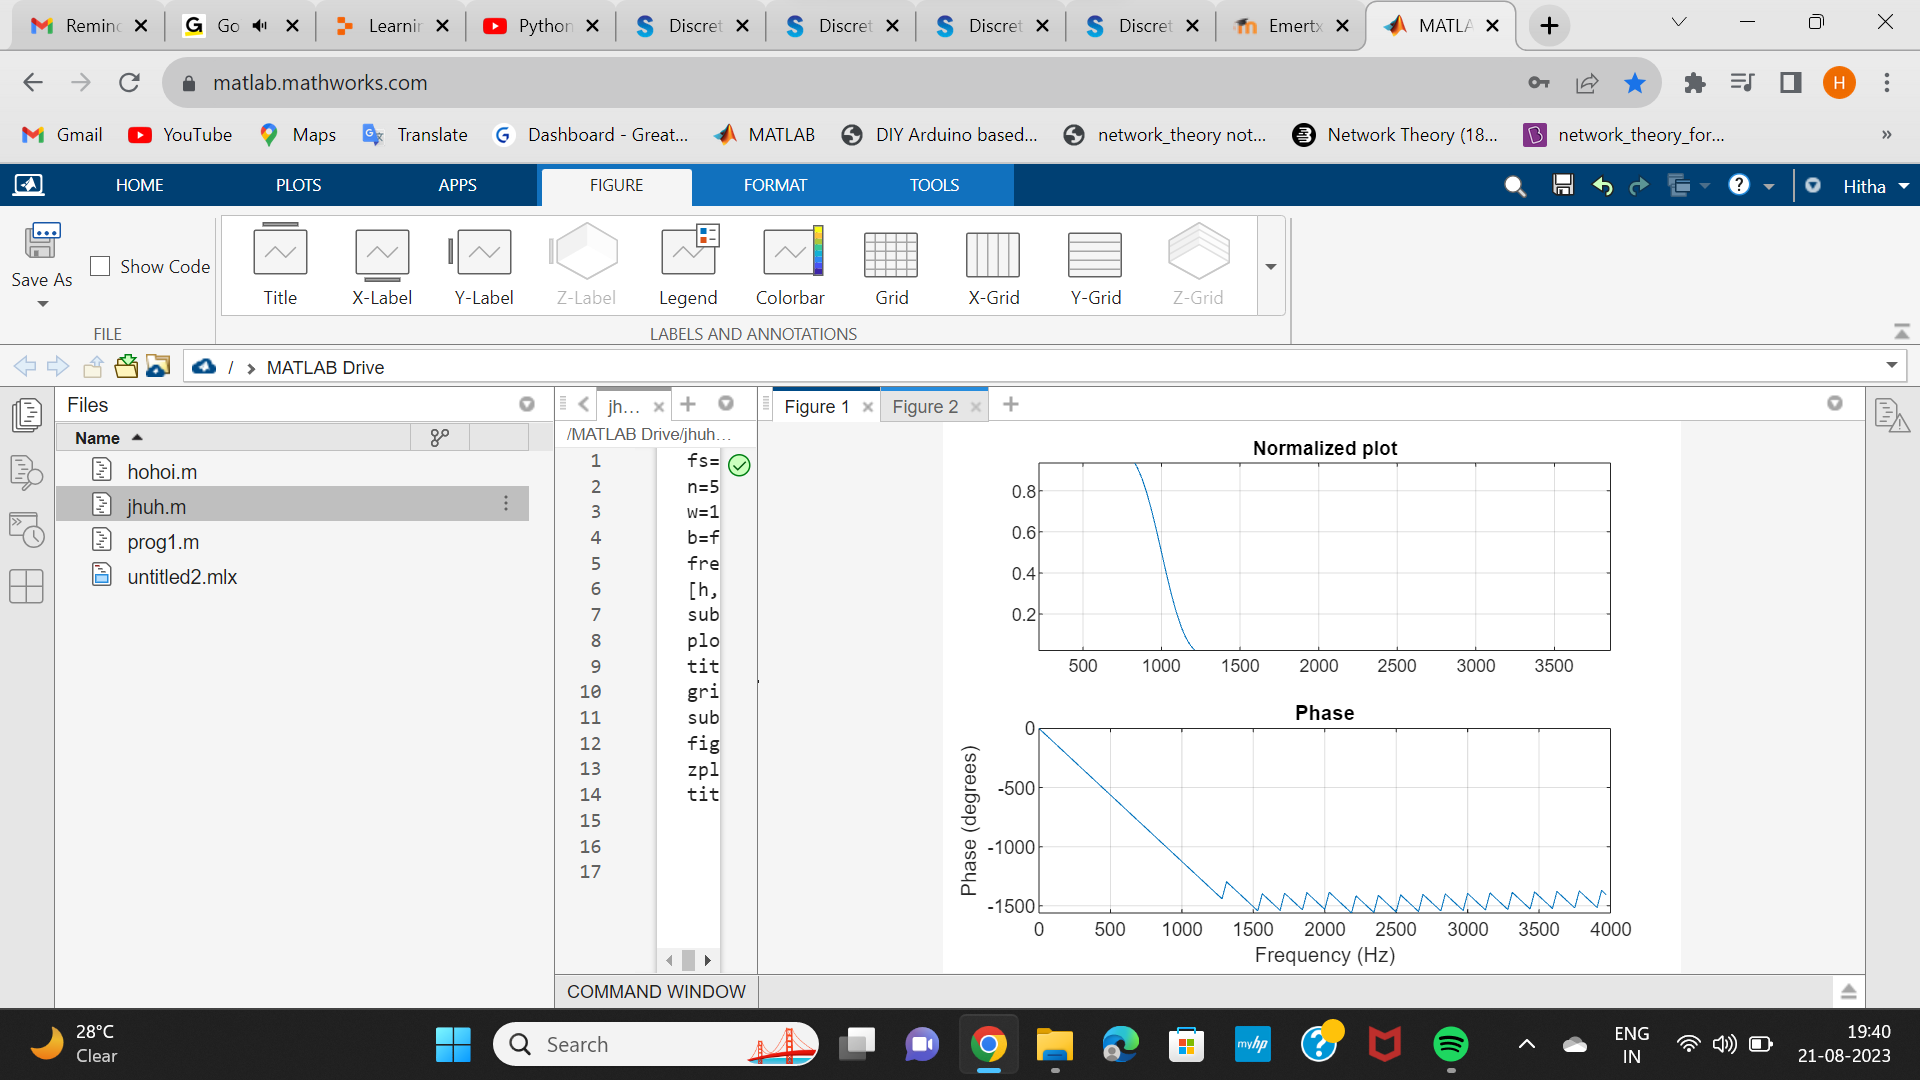 Remind
Go
Learnin
Python
Discret
Discret
Discret
Discret
Emertx
MATLA
matlab.mathworks.com
H
Gmail
YouTube
Maps
Translate
Dashboard - Great...
MATLAB
DIY Arduino based...
network_theory not...
Network Theory (18...
network_theory_for...
»
HOME
PLOTS
APPS
FIGURE
FORMAT
TOOLS
Hitha
Save As
Show Code
FILE
Title
X-Label
Y-Label
Z-Label
Legend
Colorbar
Grid
X-Grid
Y-Grid
Z-Grid
LABELS AND ANNOTATIONS
/ > MATLAB Drive
Files
Name
hohoi.m
jhuh.m
prog1.m
untitled2.mlx
jh...
/MATLAB Drive/jhuh...
1 fs=
2 n=5
3 w=1
4 b=f
5 fre
6 [h,
7 sub
8 plo
9 tit
10 gri
11 sub
12 fig
13 zpl
14 tit
15
16
17
Figure 1
Figure 2
Normalized plot
0.8
0.6
0.4
0.2
500 1000 1500 2000 2500 3000 3500
Phase
Phase (degrees)
0
-500
-1000
-1500
0 500 1000 1500 2000 2500 3000 3500 4000
Frequency (Hz)
COMMAND WINDOW
28°C
Clear
Search
myhp
ENG
IN
19:40
21-08-2023